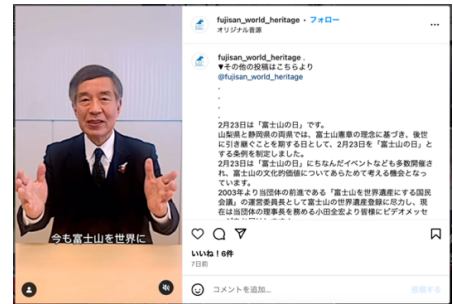 fujisan_world_heritage • フォロー
オリジナル音源
fujisan_world_heritage .
▼その他の投稿はこちらより
@fujisan_world_heritage
.
.
.
.
2月23日は「富士山の日」です。
山梨県と静岡県の両県では、富士山憲章の理念に基づき、後世
に引き継ぐことを期する日として、2月23日を「富士山の日」と
する条例を制定しました。
2月23日は「富士山の日」にちなんだイベントなども多数開催さ
れ、富士山の文化的価値についてあらためて考える機会となっ
ています。
2003年より当団体の前進である「富士山を世界遺産にする国民
会議」の運営委員長として富士山の世界遺産登録に尽力し、現
在は当団体の理事長を務める小田全宏より皆様にビデオメッセ
今も富士山を世界に
いいね！6件
7日前
コメントを追加...
投稿する